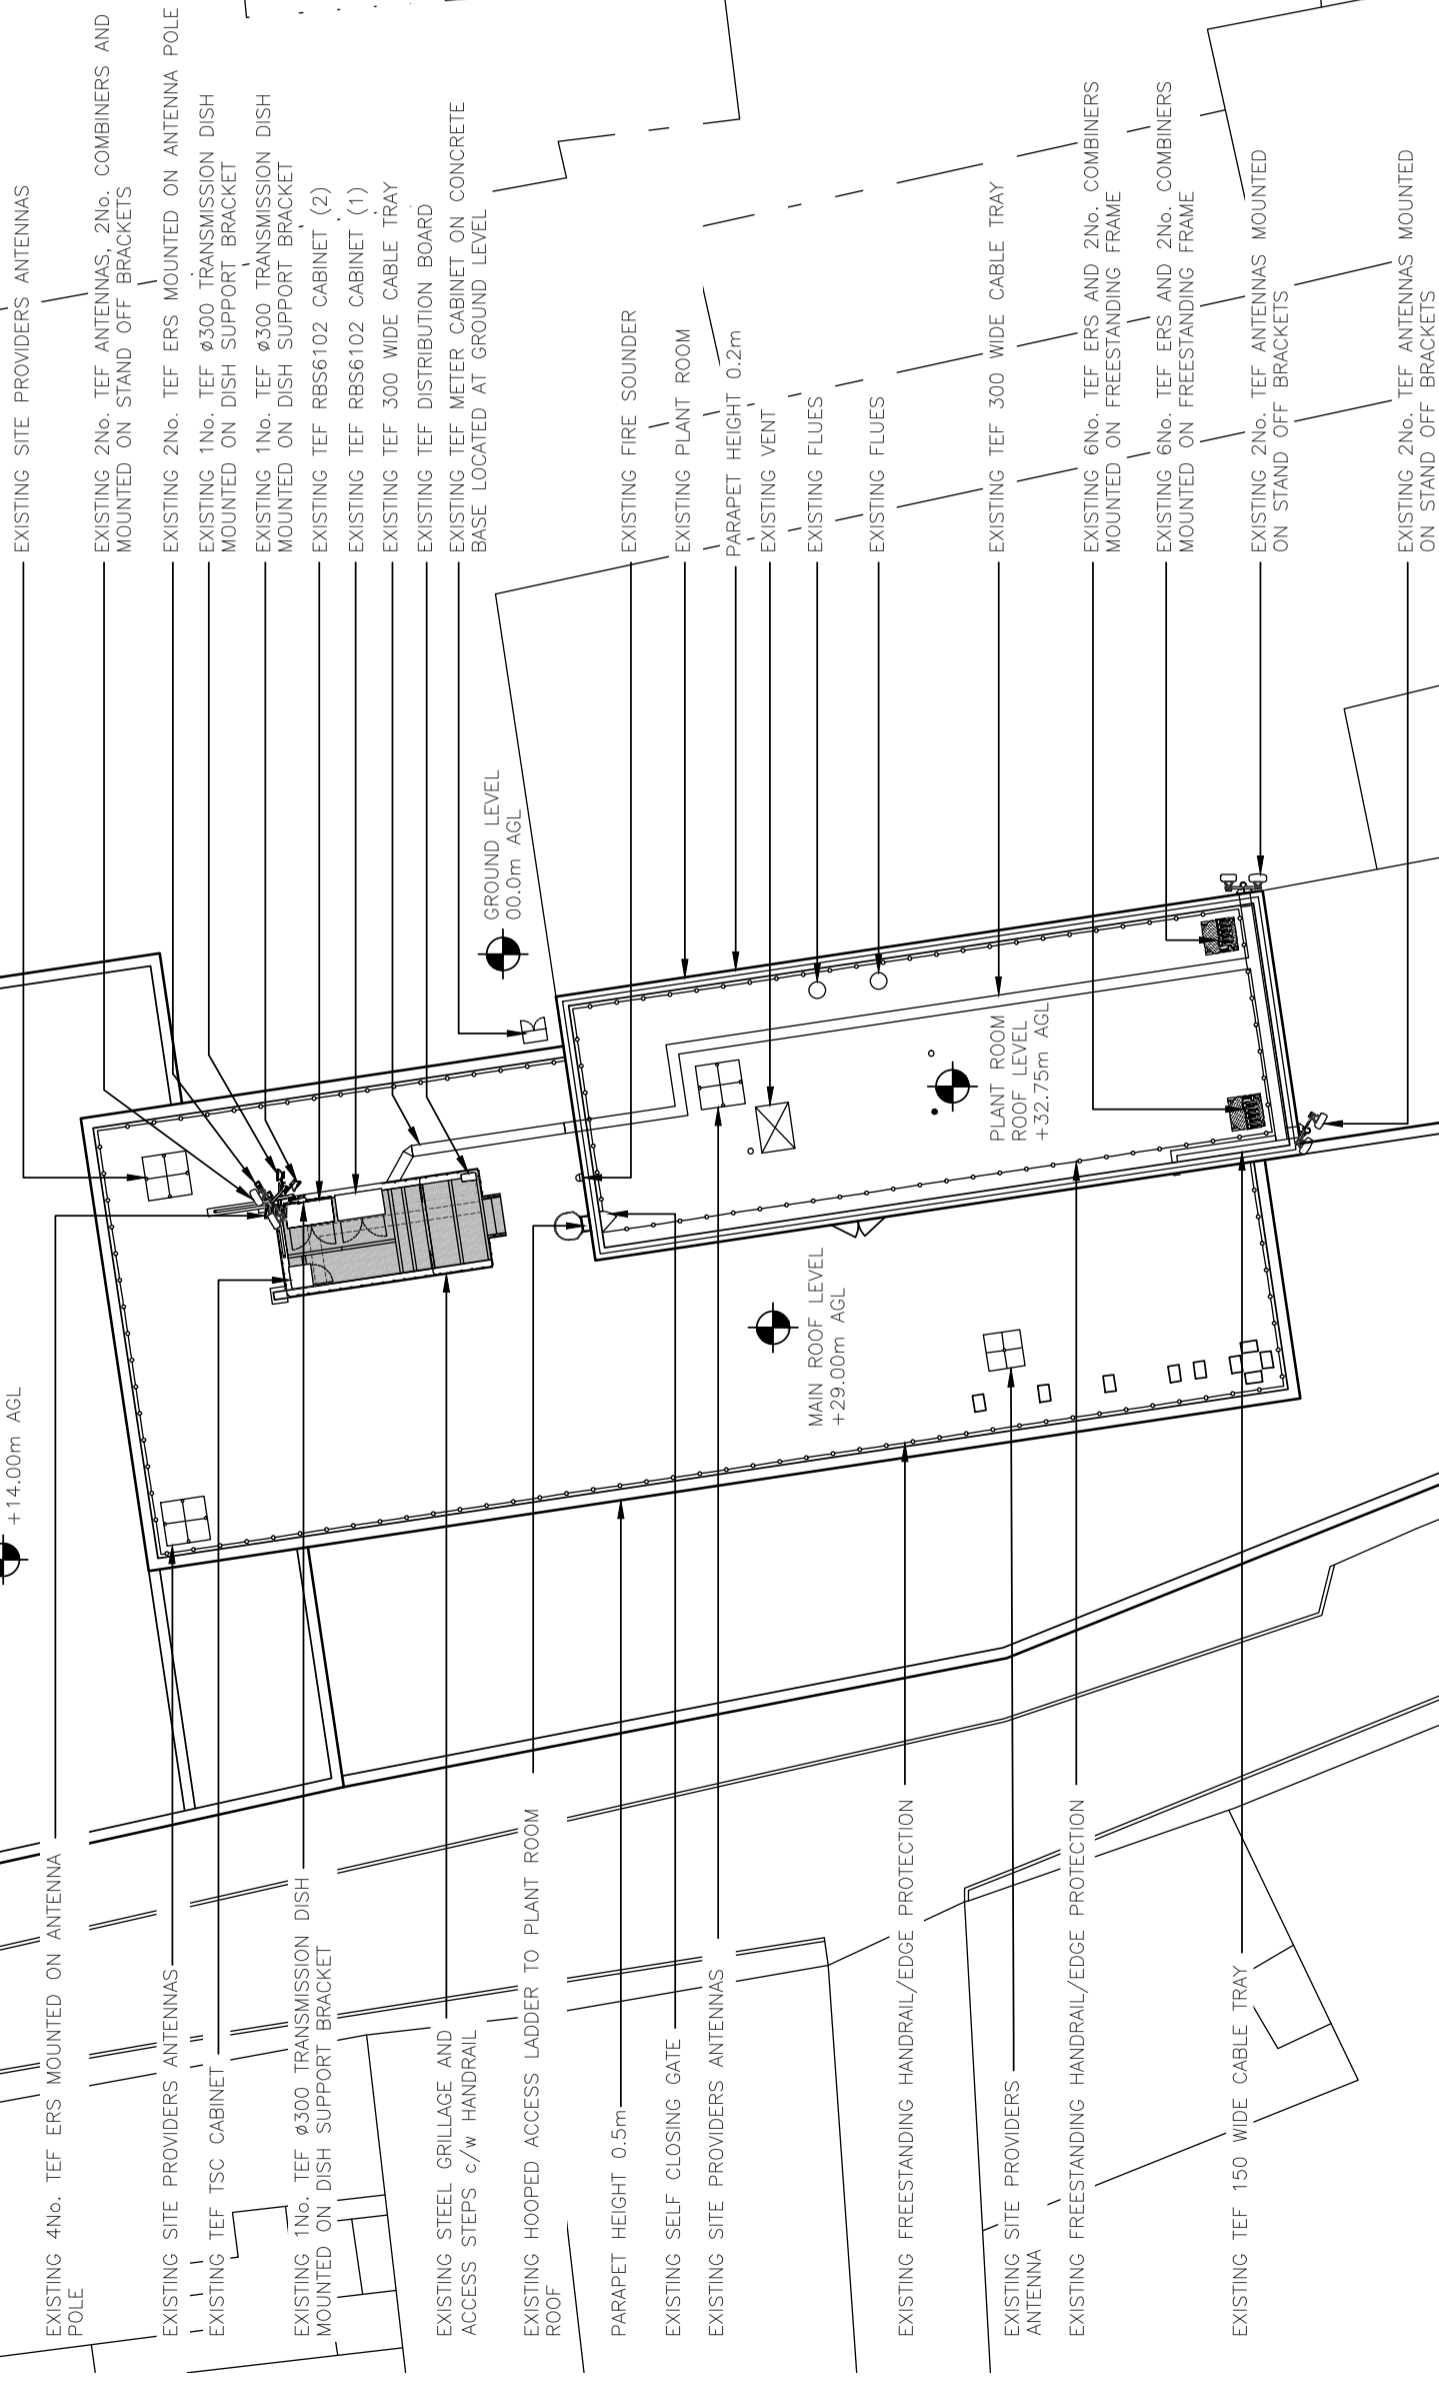 EXISTING SITE PROVIDERS ANTENNAS
EXISTING 2No. TEF ANTENNAS, 2No. COMBINERS AND
MOUNTED ON STAND OFF BRACKETS
EXISTING 2No. TEF ERS MOUNTED ON ANTENNA POLE
EXISTING 1No. TEF ø300 TRANSMISSION DISH
MOUNTED ON DISH SUPPORT BRACKET
EXISTING 1No. TEF ø300 TRANSMISSION DISH
MOUNTED ON DISH SUPPORT BRACKET
EXISTING TEF RBS6102 CABINET (2)
EXISTING TEF RBS6102 CABINET (1)
EXISTING TEF 300 WIDE CABLE TRAY
EXISTING TEF DISTRIBUTION BOARD
EXISTING TEF METER CABINET ON CONCRETE
BASE LOCATED AT GROUND LEVEL
EXISTING FIRE SOUNDER
EXISTING PLANT ROOM
PARAPET HEIGHT 0.2m
EXISTING VENT
EXISTING FLUES
EXISTING FLUES
EXISTING TEF 300 WIDE CABLE TRAY
EXISTING 6No. TEF ERS AND 2No. COMBINERS
MOUNTED ON FREESTANDING FRAME
EXISTING 6No. TEF ERS AND 2No. COMBINERS
MOUNTED ON FREESTANDING FRAME
EXISTING 2No. TEF ANTENNAS MOUNTED
ON STAND OFF BRACKETS
EXISTING 2No. TEF ANTENNAS MOUNTED
ON STAND OFF BRACKETS
GROUND LEVEL
00.0m AGL
PLANT ROOM
ROOF LEVEL
+32.75m AGL
MAIN ROOF LEVEL
+29.00m AGL
+14.00m AGL
EXISTING 4No. TEF ERS MOUNTED ON ANTENNA
POLE
EXISTING SITE PROVIDERS ANTENNAS
EXISTING TEF TSC CABINET
EXISTING 1No. TEF ø300 TRANSMISSION DISH
MOUNTED ON DISH SUPPORT BRACKET
EXISTING STEEL GRILLAGE AND
ACCESS STEPS c/w HANDRAIL
EXISTING HOOPED ACCESS LADDER TO PLANT ROOM
ROOF
PARAPET HEIGHT 0.5m
EXISTING SELF CLOSING GATE
EXISTING SITE PROVIDERS ANTENNAS
EXISTING FREESTANDING HANDRAIL/EDGE PROTECTION
EXISTING SITE PROVIDERS
ANTENNA
EXISTING FREESTANDING HANDRAIL/EDGE PROTECTION
EXISTING TEF 150 WIDE CABLE TRAY